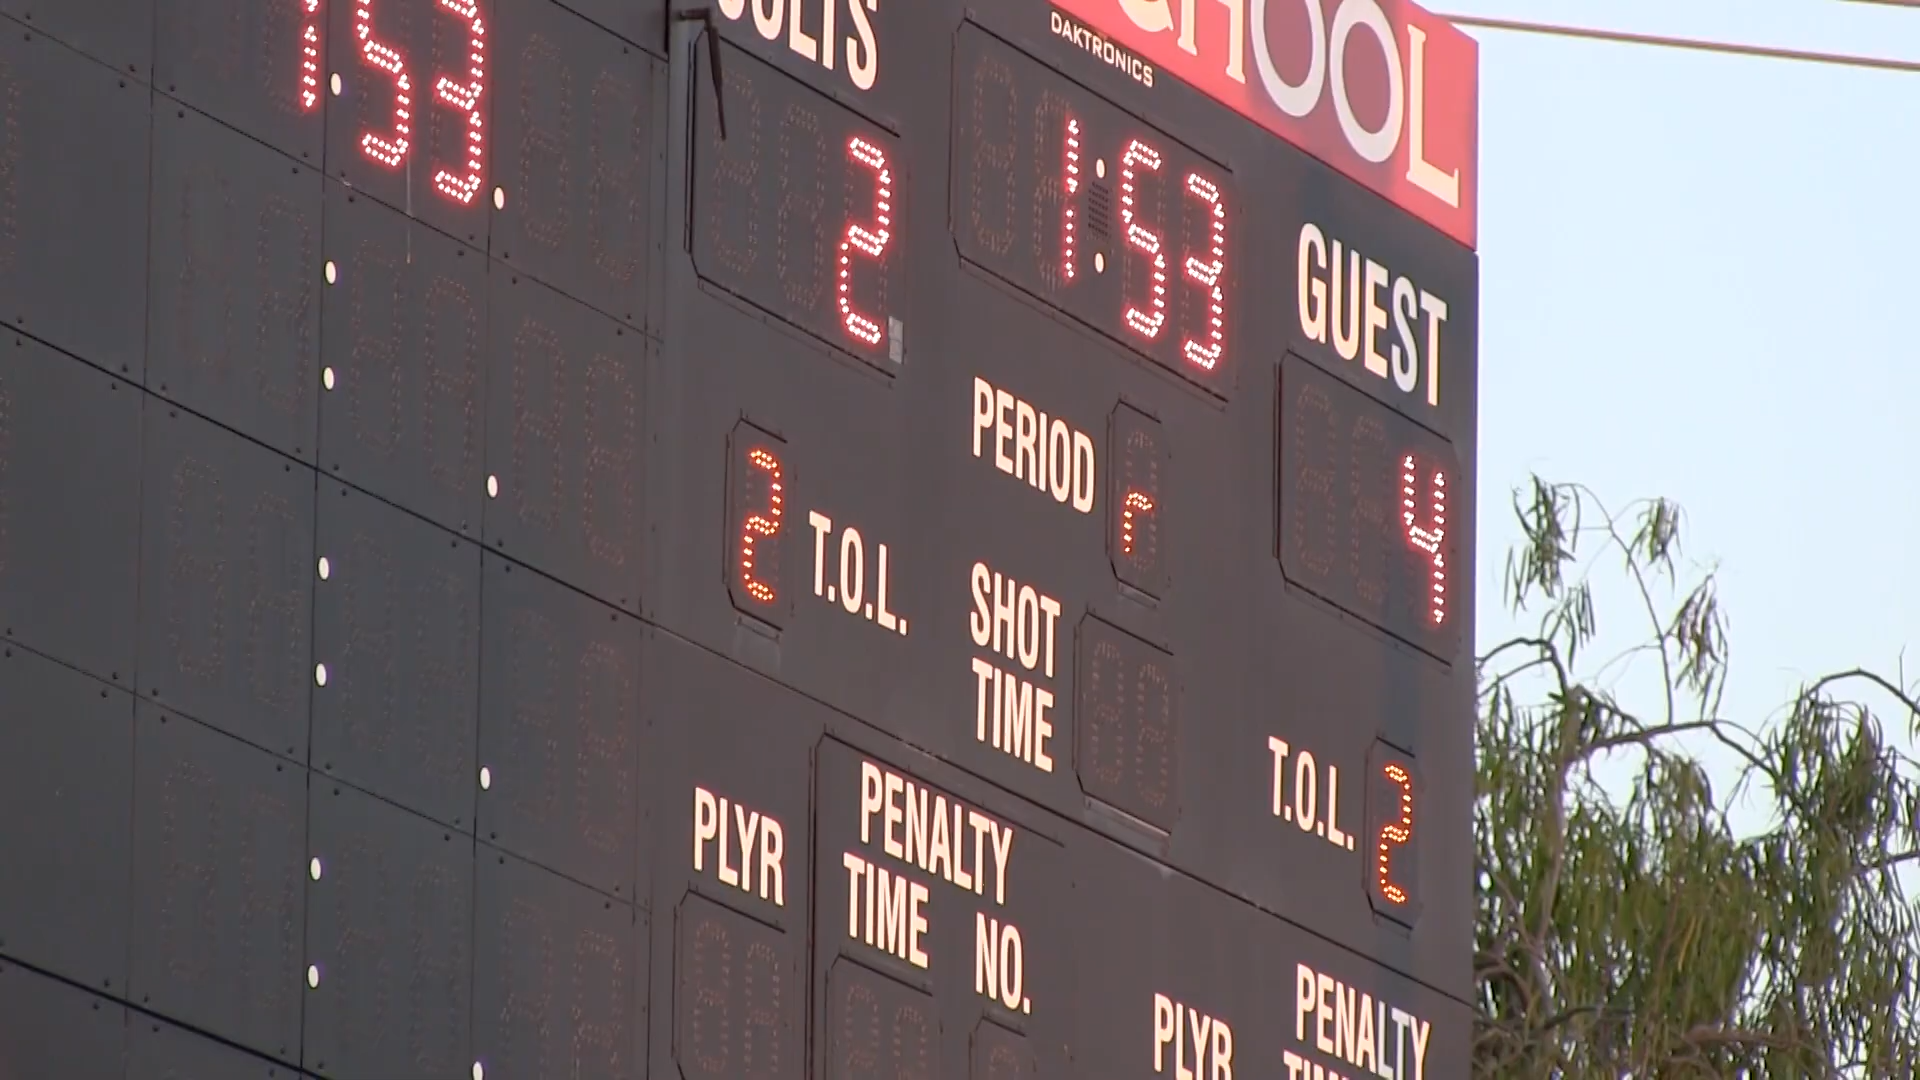 COLTS
SCHOOL
DAKTRONICS
1.53.
2
1:53
GUEST
4
PERIOD r
2 T.O.L.
SHOT
TIME
T.O.L. 2
PLYR
PENALTY
TIME NO.
PLYR
PENALTY